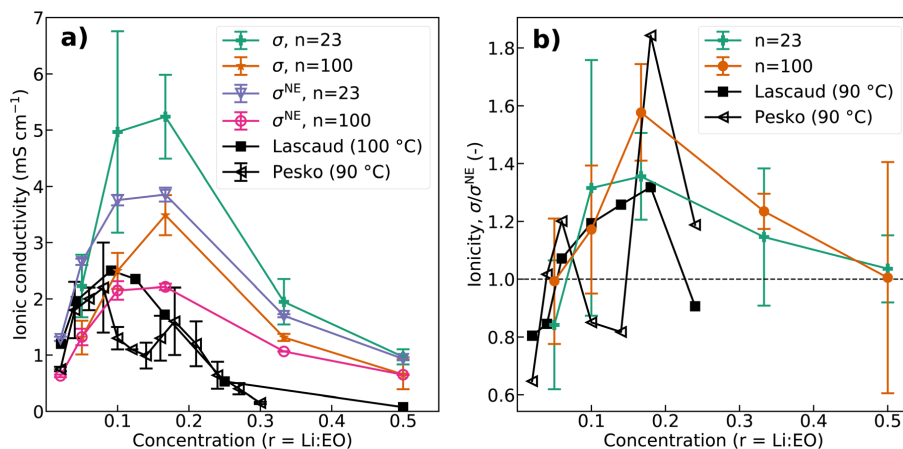 a)
σ, n=23
σ, n=100
σ^NE, n=23
σ^NE, n=100
Lascaud (100 °C)
Pesko (90 °C)
Ionic conductivity (mS cm⁻¹)
7
6
5
4
3
2
1
0
0.1 0.2 0.3 0.4 0.5
Concentration (r = Li:EO)
b)
n=23
n=100
Lascaud (90 °C)
Pesko (90 °C)
Ionicity, σ/σ^NE (-)
1.8
1.6
1.4
1.2
1.0
0.8
0.6
0.1 0.2 0.3 0.4 0.5
Concentration (r = Li:EO)